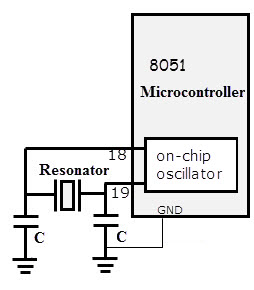 8051
Microcontroller
18
on-chip
oscillator
Resonator
19
GND
C
C